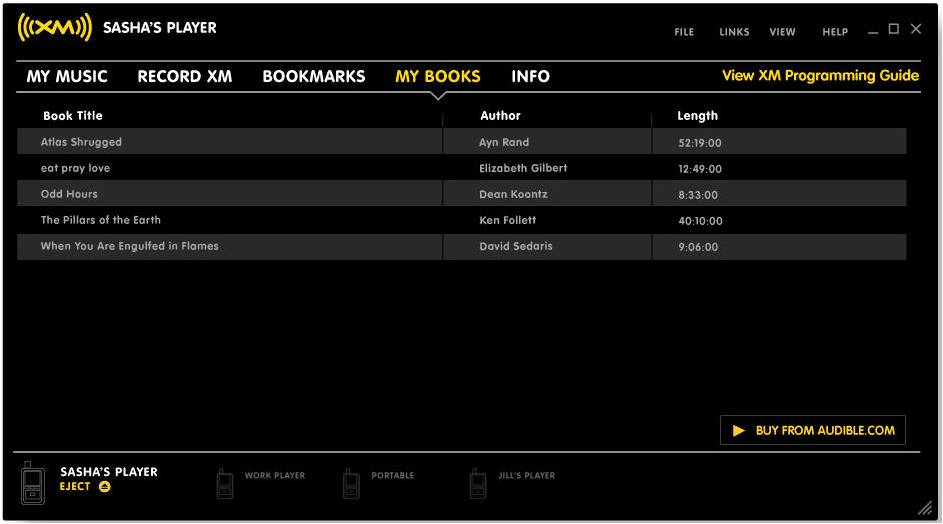 ((XM)) SASHA'S PLAYER FILE LINKS VIEW HELP
MY MUSIC RECORD XM BOOKMARKS MY BOOKS INFO View XM Programming Guide
Book Title Author Length
Atlas Shrugged Ayn Rand 52:19:00
eat pray love Elizabeth Gilbert 12:49:00
Odd Hours Dean Koontz 8:33:00
The Pillars of the Earth Ken Follett 40:10:00
When You Are Engulfed in Flames David Sedaris 9:06:00
BUY FROM AUDIBLE.COM
SASHA'S PLAYER WORK PLAYER PORTABLE JILL'S PLAYER
EJECT